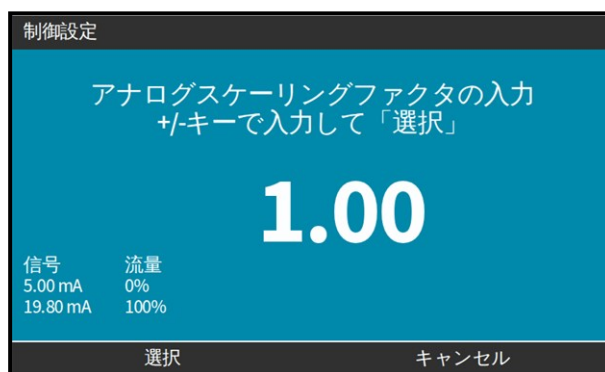 制御設定
アナログスケーリングファクタの入力
+/-キーで入力して「選択」
1.00
信号 流量
5.00 mA 0%
19.80 mA 100%
選択 キャンセル